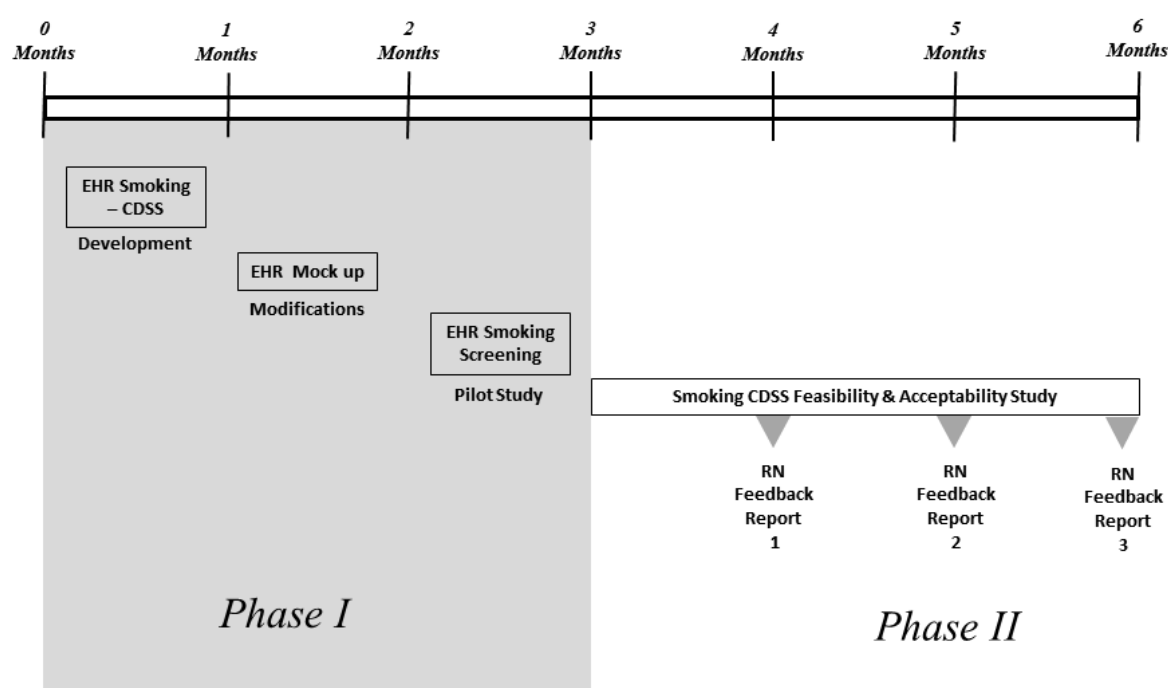 0
Months
1
Months
2
Months
3
Months
4
Months
5
Months
6
Months
EHR Smoking
– CDSS
Development
EHR Mock up
Modifications
EHR Smoking
Screening
Pilot Study
Smoking CDSS Feasibility & Acceptability Study
RN
Feedback
Report
1
RN
Feedback
Report
2
RN
Feedback
Report
3
Phase I
Phase II